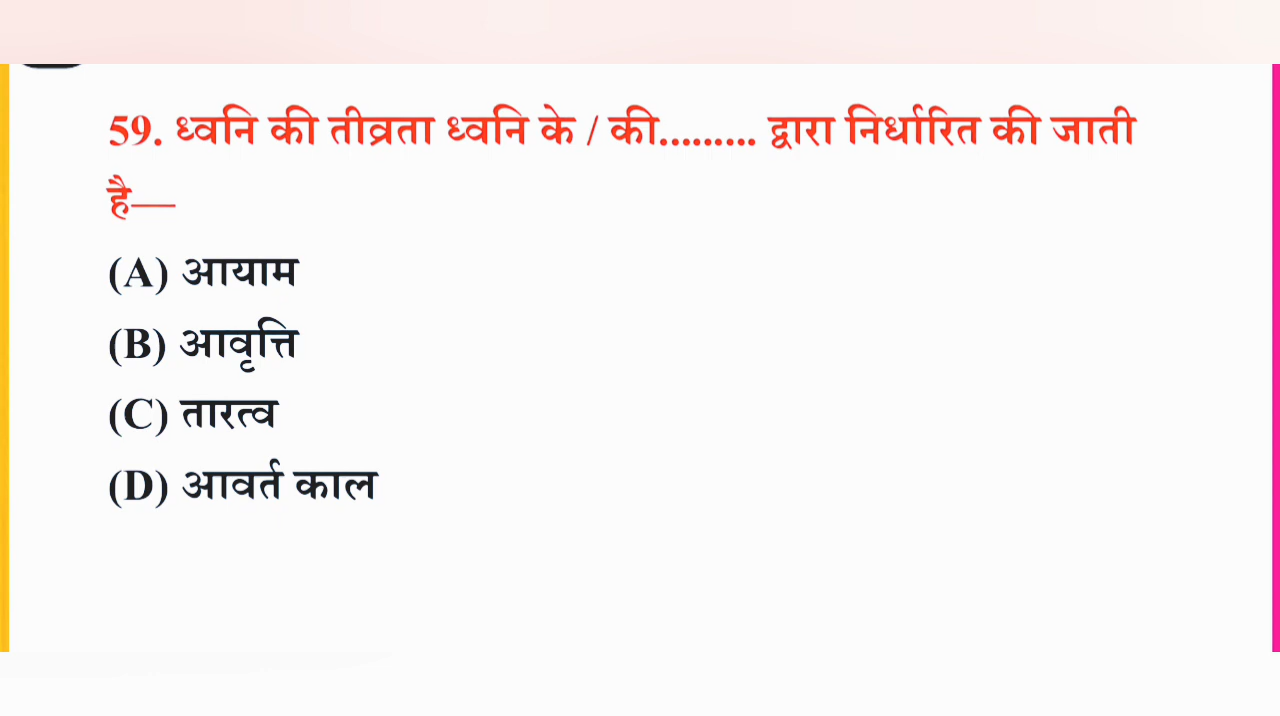 59. ध्वनि की तीव्रता ध्वनि के / की......... द्वारा निर्धारित की जाती
है—
(A) आयाम
(B) आवृत्ति
(C) तारत्व
(D) आवर्त काल